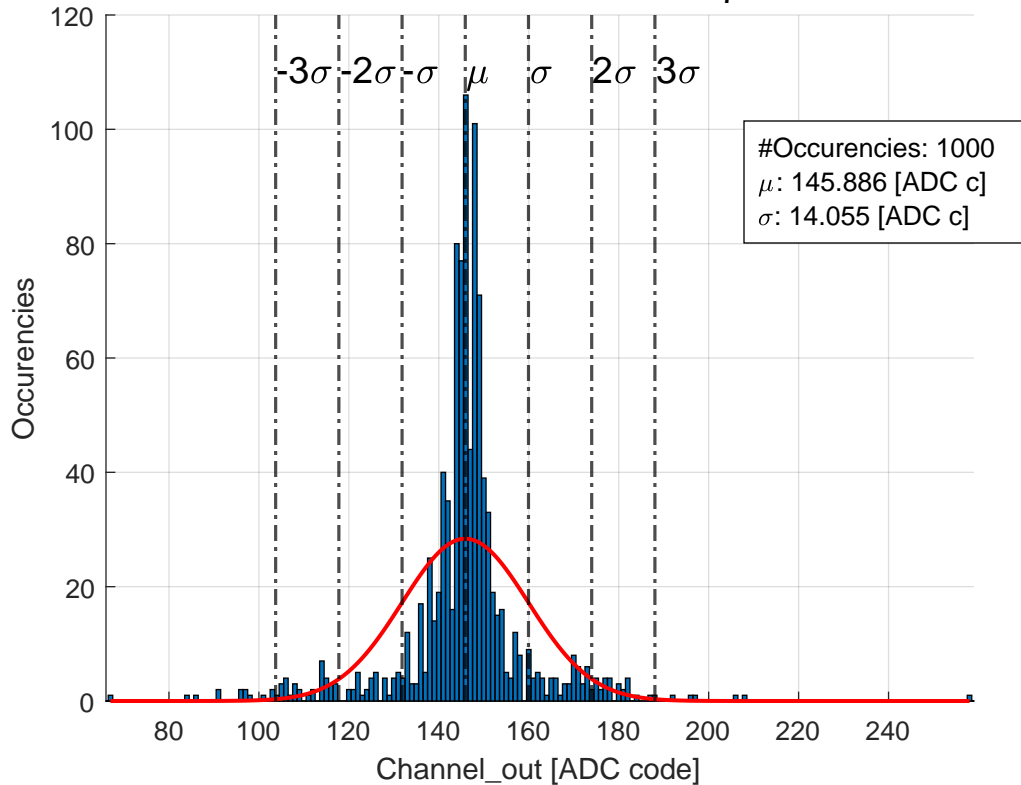 120
100
80
60
40
20
0
Occurencies
-3σ -2σ -σ μ σ 2σ 3σ
#Occurencies: 1000
μ: 145.886 [ADC c]
σ: 14.055 [ADC c]
80 100 120 140 160 180 200 220 240
Channel_out [ADC code]